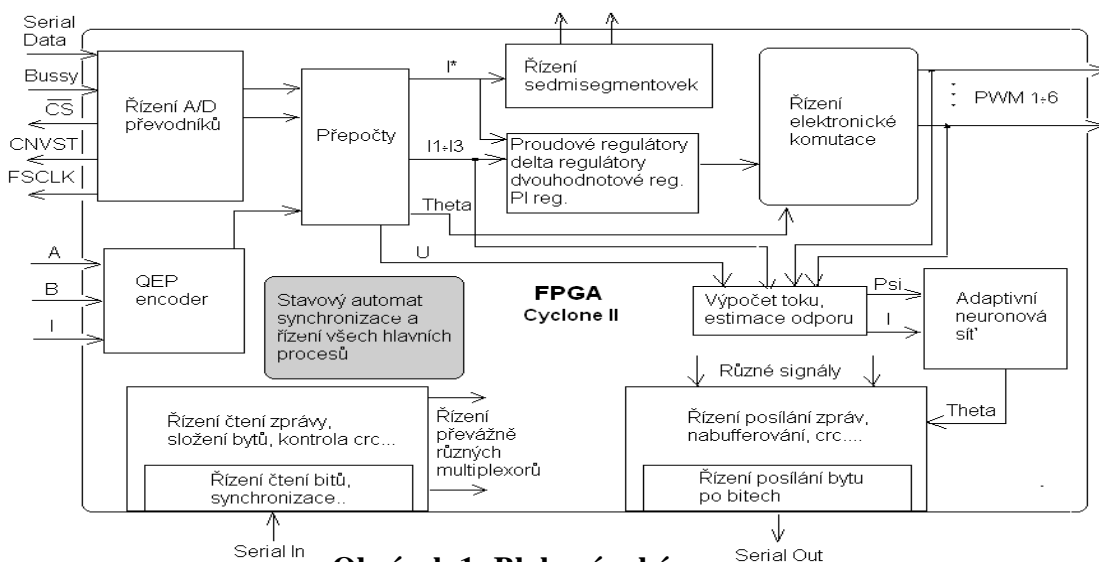 Serial
Data
Bussy
CS
CNVST
FSCLK
Řízení A/D
převodníků
Přepočty
I*
I1÷I3
Theta
U
Řízení
sedmisegmentovek
Proudové regulátory
delta regulátory
dvouhodnotové reg.
PI reg.
Řízení
elektronické
komutace
PWM 1÷6
A
B
I
QEP
encoder
Stavový automat
synchronizace a
řízení všech hlavních
procesů
FPGA
Cyclone II
Výpočet toku,
estimace odporu
Psi
I
Adaptivní
neuronová
síť
Theta
Různé signály
Řízení čtení zprávy,
složení bytů, kontrola crc...
Řízení čtení bitů,
synchronizace..
Řízení
převážně
různých
multiplexorů
Řízení posílání zpráv,
nabufferování, crc....
Řízení posílání bytu
po bitech
Serial In
Serial Out